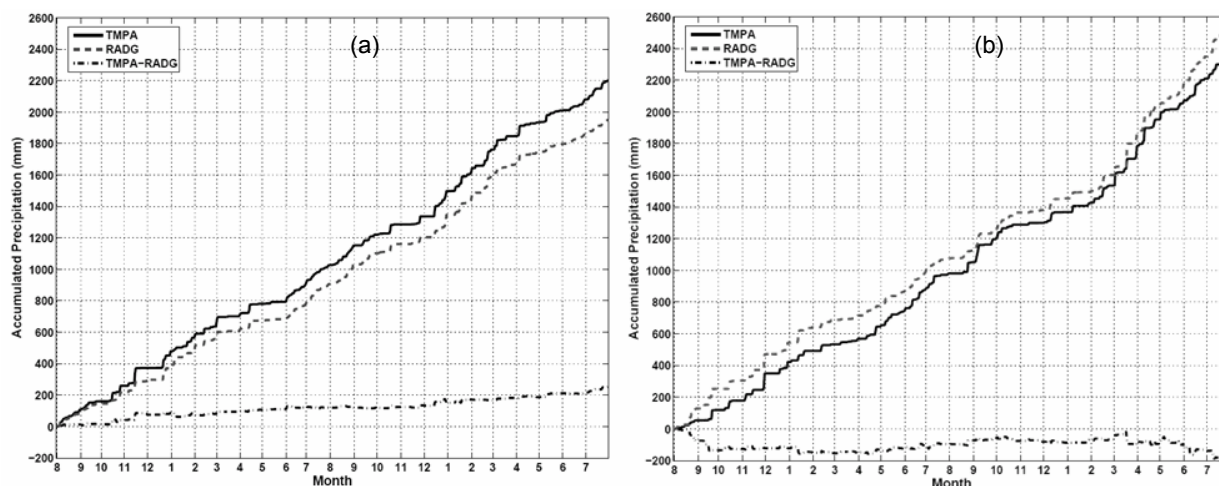 2600
2400
2200
2000
1800
1600
1400
1200
1000
800
600
400
200
0
−200
Accumulated Precipitation (mm)
TMPA
RADG
TMPA−RADG
(a)
8 9 10 11 12 1 2 3 4 5 6 7 8 9 10 11 12 1 2 3 4 5 6 7
Month
2600
2400
2200
2000
1800
1600
1400
1200
1000
800
600
400
200
0
−200
Accumulated Precipitation (mm)
TMPA
RADG
TMPA−RADG
(b)
8 9 10 11 12 1 2 3 4 5 6 7 8 9 10 11 12 1 2 3 4 5 6 7
Month